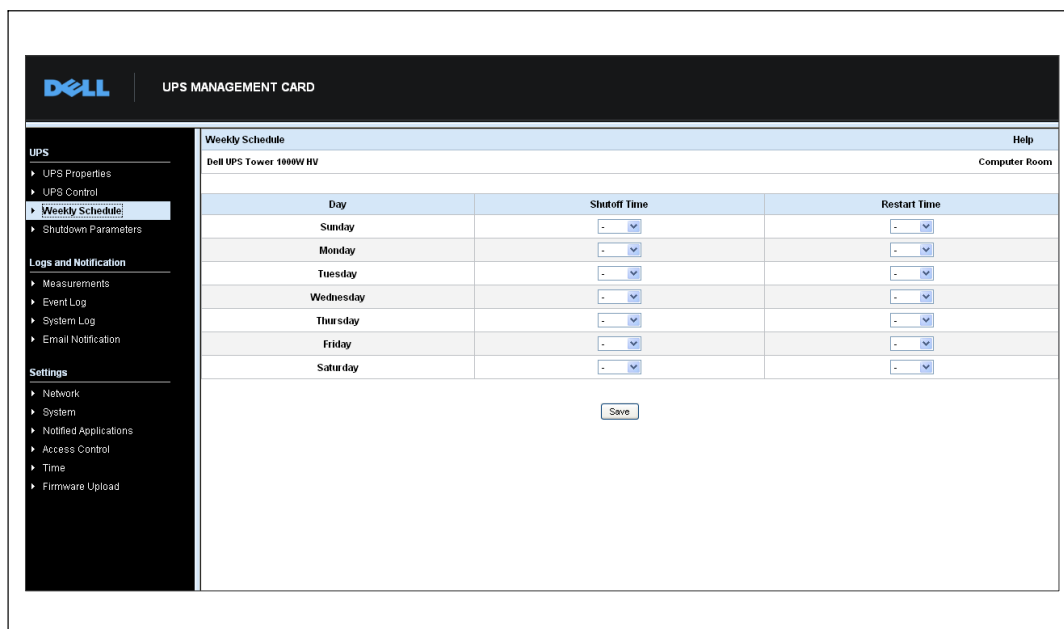 DELL
UPS MANAGEMENT CARD
UPS
UPS Properties
UPS Control
Weekly Schedule
Shutdown Parameters
Logs and Notification
Measurements
Event Log
System Log
Email Notification
Settings
Network
System
Notified Applications
Access Control
Time
Firmware Upload
Weekly Schedule Help
Dell UPS Tower 1000W HV Computer Room
Day Shutoff Time Restart Time
Sunday - -
Monday - -
Tuesday - -
Wednesday - -
Thursday - -
Friday - -
Saturday - -
Save